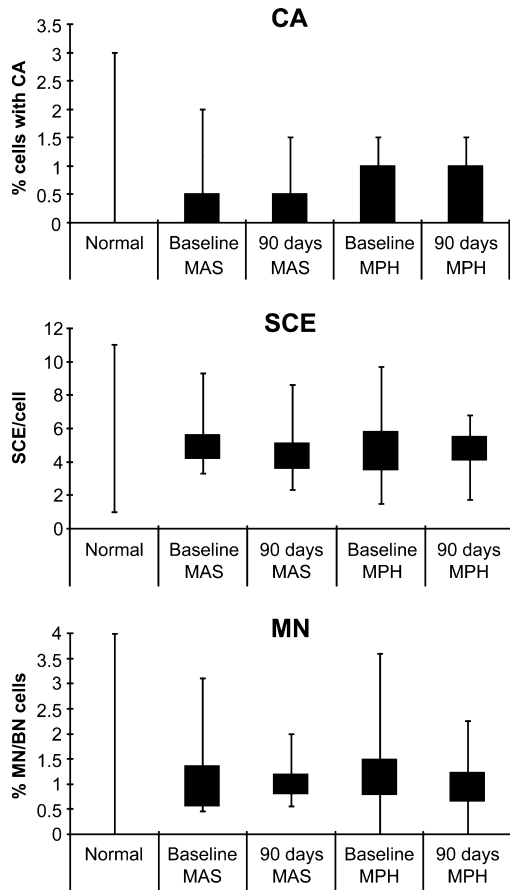 CA
% cells with CA
3.5
3
2.5
2
1.5
1
0.5
0
Normal Baseline 90 days Baseline 90 days
MAS MAS MPH MPH
SCE
SCE/cell
12
10
8
6
4
2
0
Normal Baseline 90 days Baseline 90 days
MAS MAS MPH MPH
MN
% MN/BN cells
4
3.5
3
2.5
2
1.5
1
0.5
0
Normal Baseline 90 days Baseline 90 days
MAS MAS MPH MPH